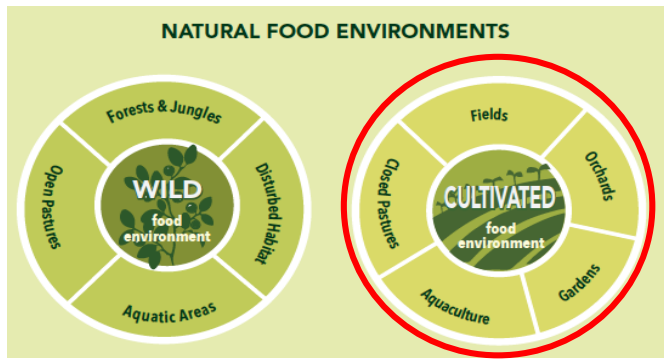 NATURAL FOOD ENVIRONMENTS
Forests & Jungles
Open Pastures
WILD
food
environment
Disturbed Habitat
Aquatic Areas
Fields
Closed Pastures
CULTIVATED
food
environment
Orchards
Gardens
Aquaculture